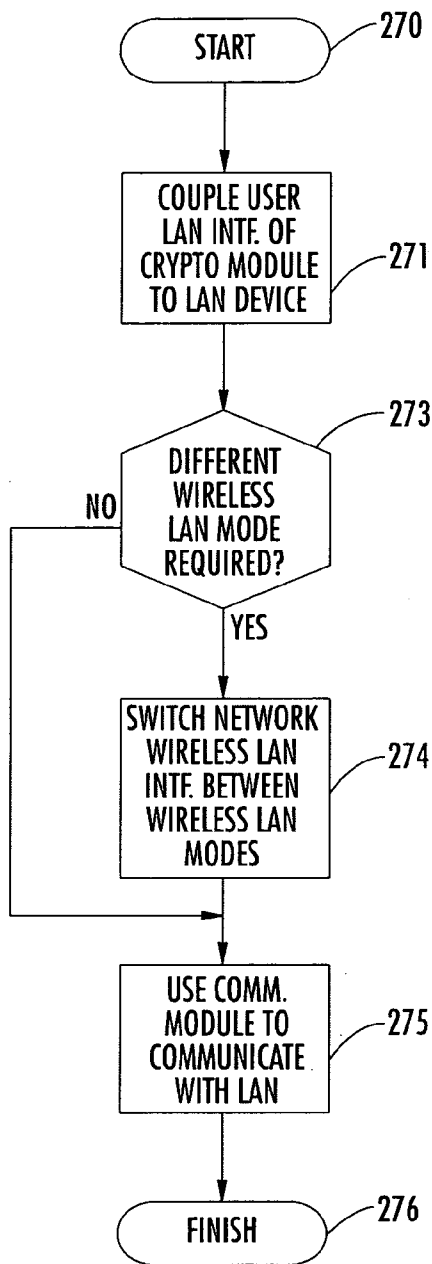 START
270
COUPLE USER
LAN INTF. OF
CRYPTO MODULE
TO LAN DEVICE
271
273
DIFFERENT
WIRELESS
LAN MODE
REQUIRED?
NO
YES
SWITCH NETWORK
WIRELESS LAN
INTF. BETWEEN
WIRELESS LAN
MODES
274
USE COMM.
MODULE TO
COMMUNICATE
WITH LAN
275
FINISH
276